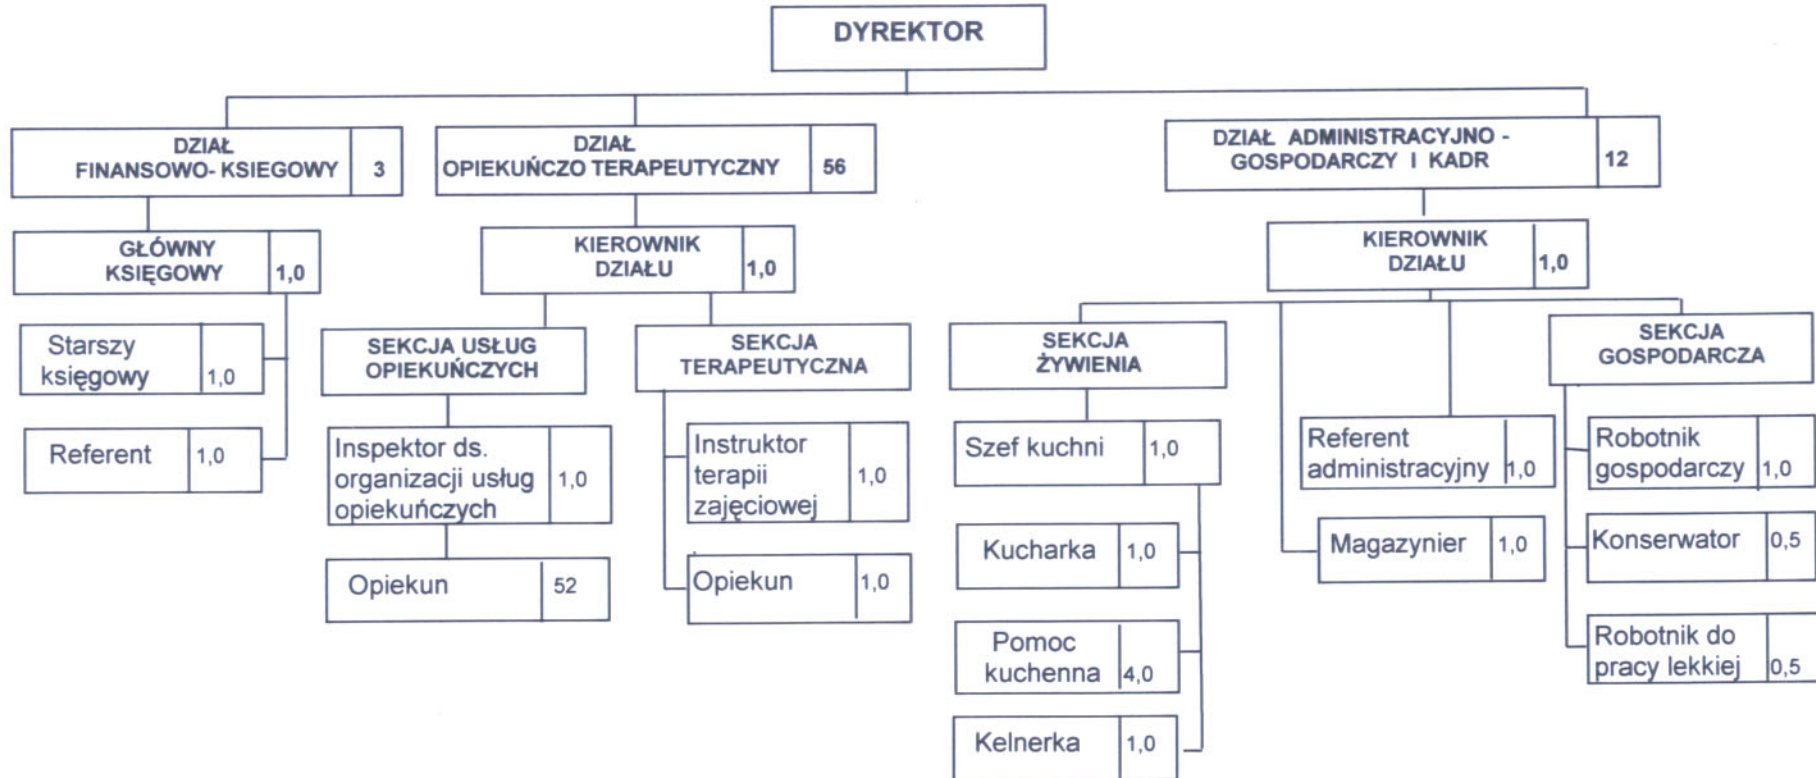 DYREKTOR
DZIAŁ
FINANSOWO- KSIEGOWY 3
DZIAŁ
OPIEKUŃCZO TERAPEUTYCZNY 56
DZIAŁ ADMINISTRACYJNO -
GOSPODARCZY I KADR 12
GŁÓWNY
KSIĘGOWY 1,0
KIEROWNIK
DZIAŁU 1,0
KIEROWNIK
DZIAŁU 1,0
Starszy
księgowy 1,0
Referent 1,0
SEKCJA USŁUG
OPIEKUŃCZYCH
Inspektor ds.
organizacji usług 1,0
opiekuńczych
Opiekun 52
SEKCJA
TERAPEUTYCZNA
Instruktor
terapii 1,0
zajęciowej
Opiekun 1,0
SEKCJA
ŻYWIENIA
Szef kuchni 1,0
Kucharka 1,0
Pomoc
kuchenna 4,0
Kelnerka 1,0
Referent
administracyjny 1,0
Magazynier 1,0
SEKCJA
GOSPODARCZA
Robotnik
gospodarczy 1,0
Konserwator 0,5
Robotnik do
pracy lekkiej 0,5